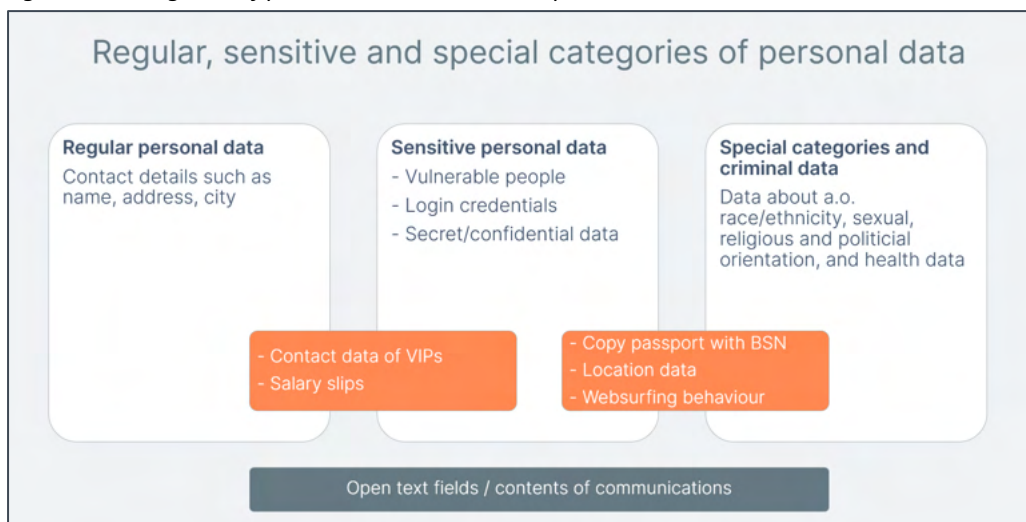 Regular, sensitive and special categories of personal data
Regular personal data
Contact details such as
name, address, city
Sensitive personal data
- Vulnerable people
- Login credentials
- Secret/confidential data
Special categories and
criminal data
Data about a.o.
race/ethnicity, sexual,
religious and politicial
orientation, and health data
- Contact data of VIPs
- Salary slips
- Copy passport with BSN
- Location data
- Websurfing behaviour
Open text fields / contents of communications